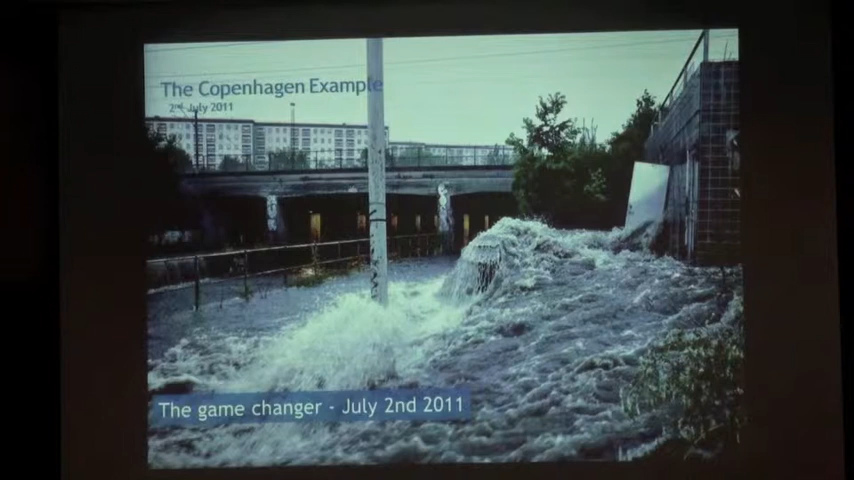 The Copenhagen Example
2nd July 2011
The game changer - July 2nd 2011